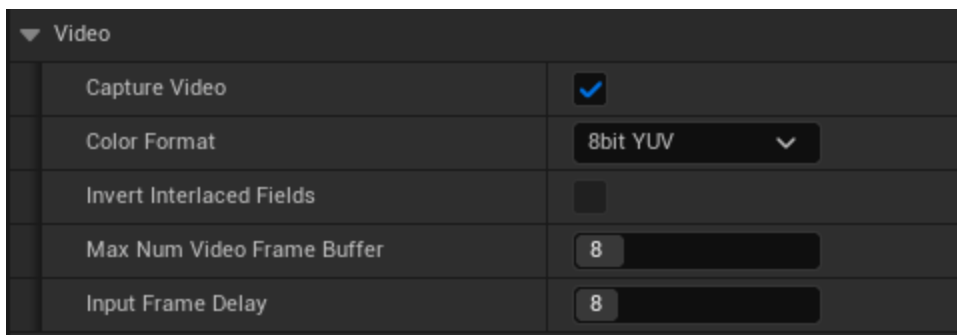 Video
Capture Video
Color Format 8bit YUV
Invert Interlaced Fields
Max Num Video Frame Buffer 8
Input Frame Delay 8